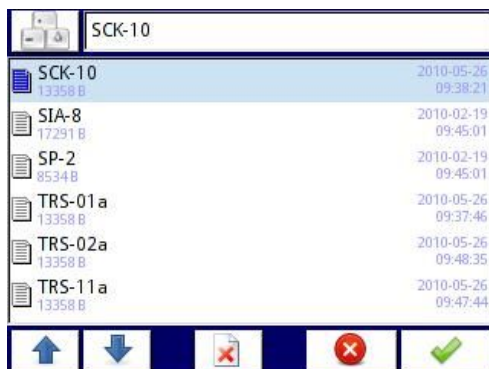 SCK-10
SCK-10
2010-05-26
13358 B
09:38:21
SIA-8
2010-02-19
17291 B
09:45:01
SP-2
2010-02-19
8534 B
09:45:01
TRS-01a
2010-05-26
13358 B
09:37:46
TRS-02a
2010-05-26
13358 B
09:48:35
TRS-11a
2010-05-26
13358 B
09:47:44